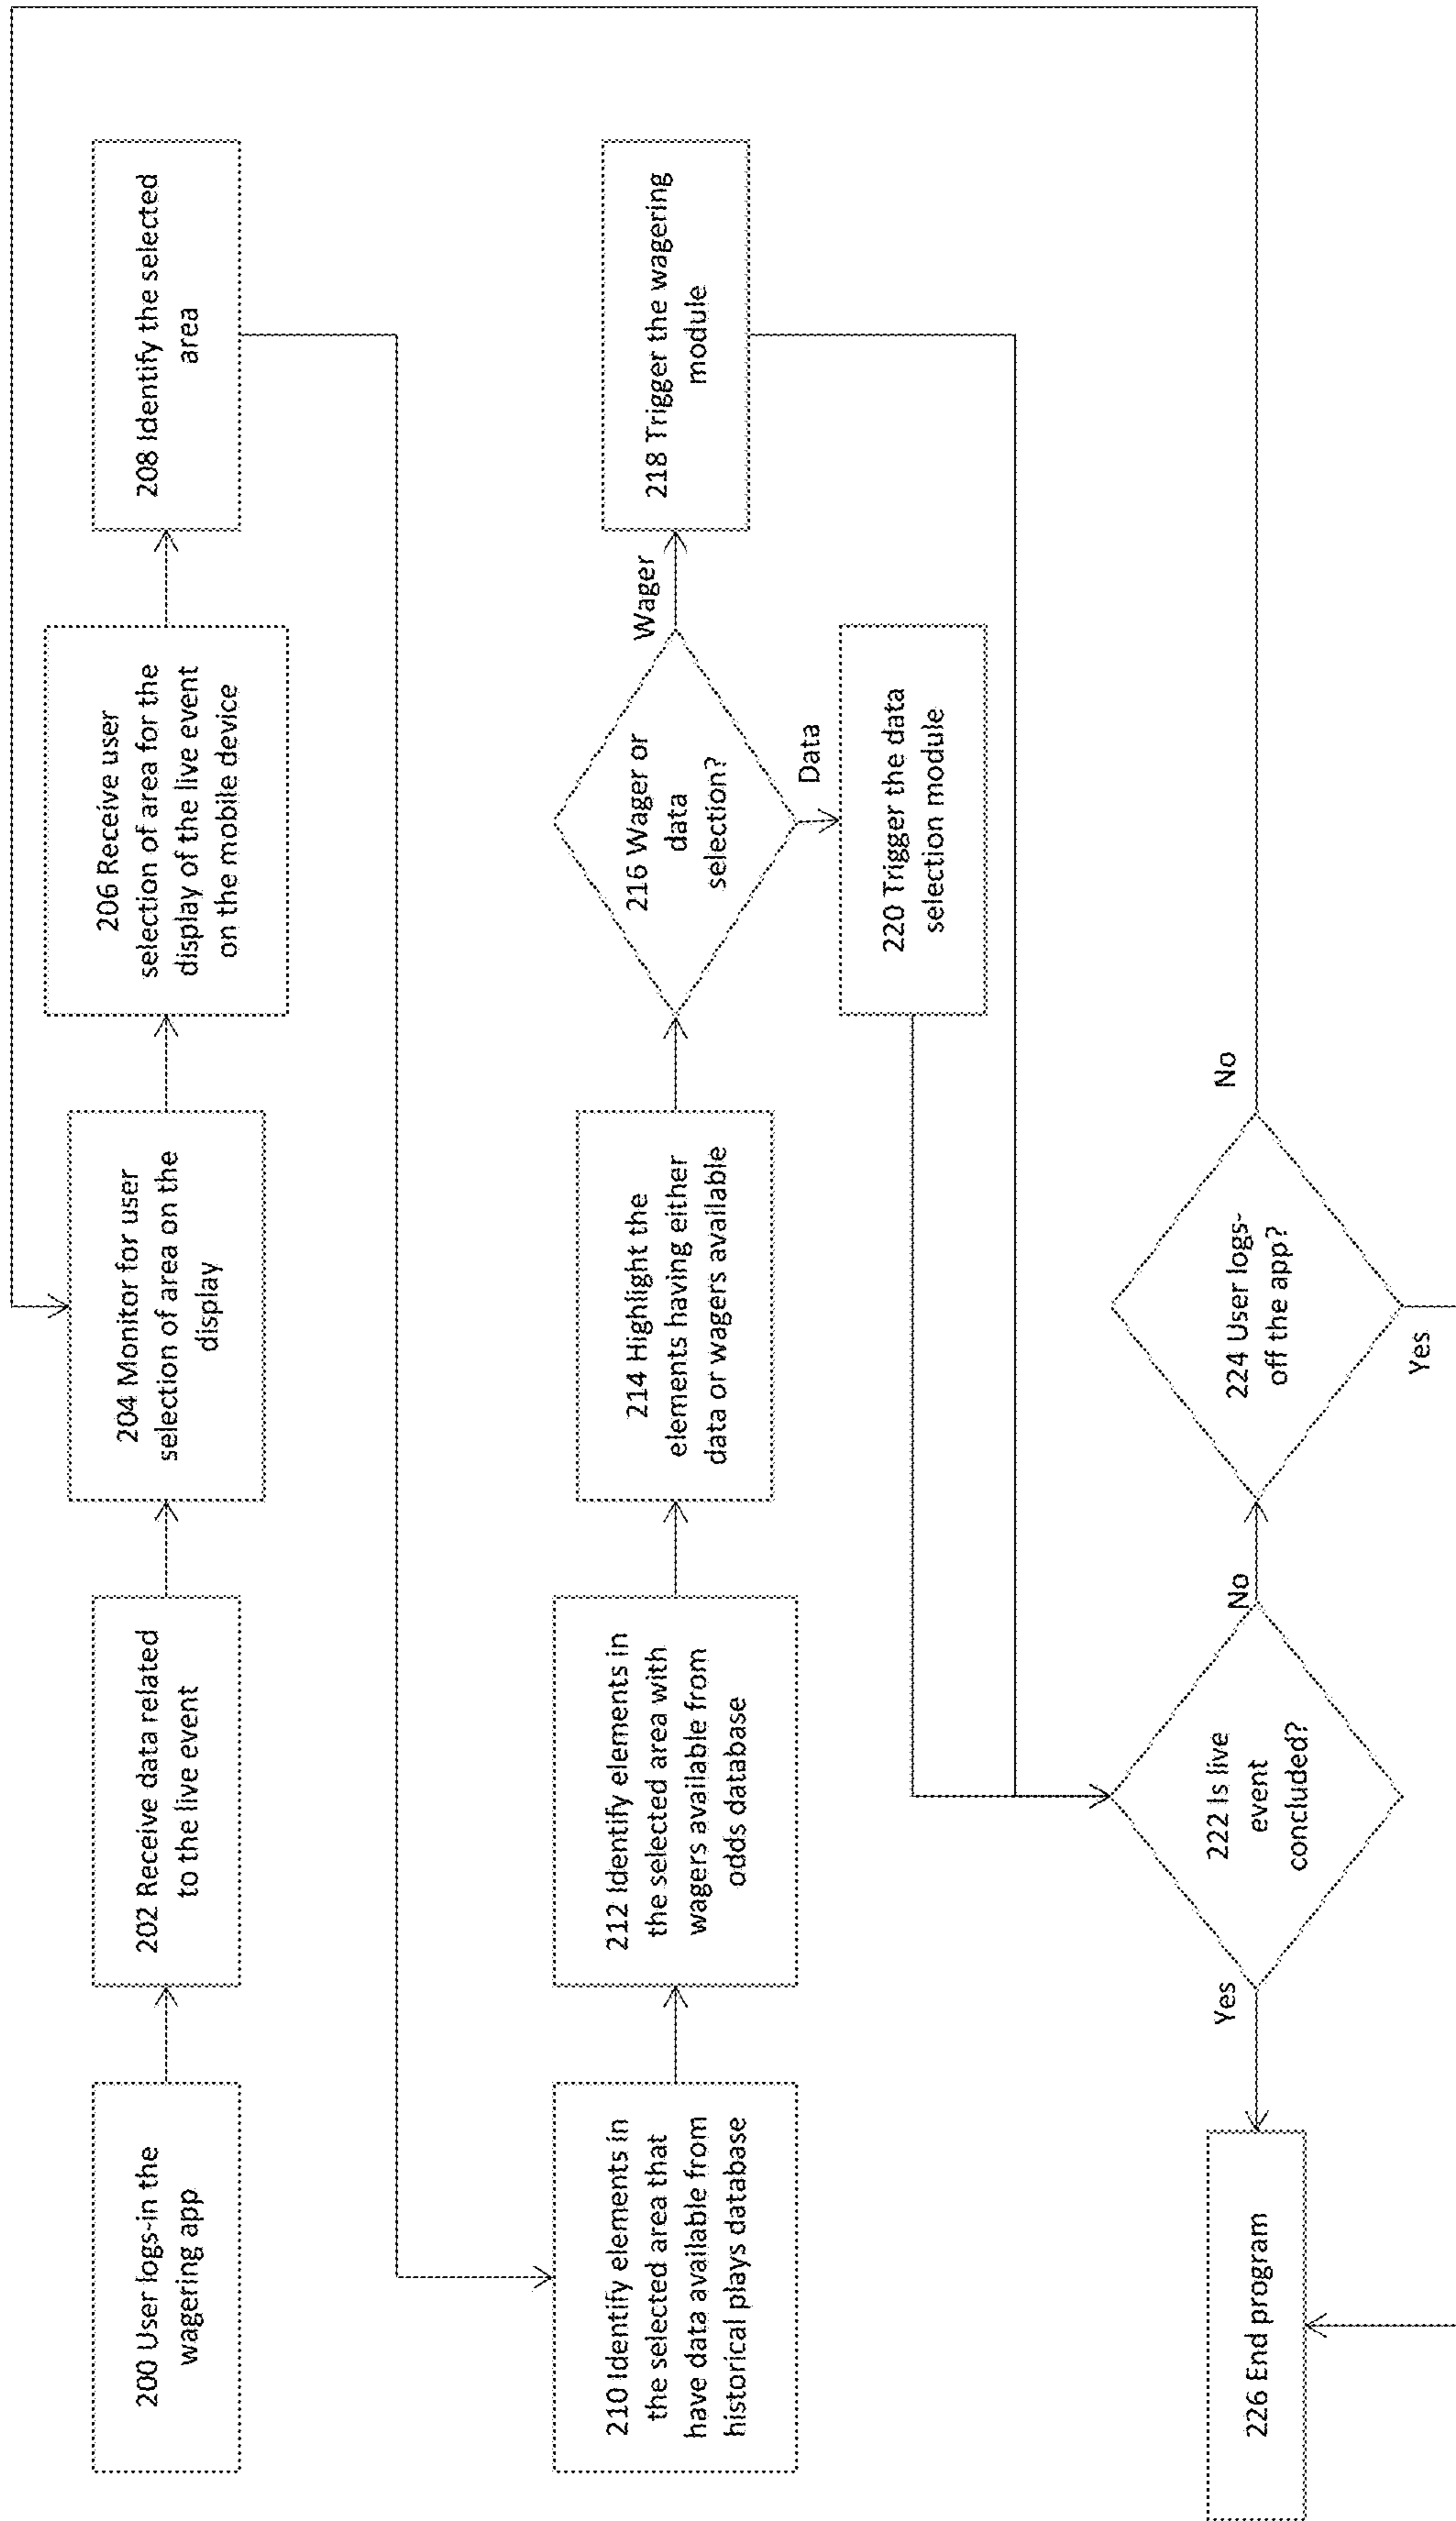 200 User logs-in the
wagering app
202 Receive data related
to the live event
204 Monitor for user
selection of area on the
display
206 Receive user
selection of area for the
display of the live event
on the mobile device
208 Identify the selected
area
210 Identify elements in
the selected area that
have data available from
historical plays database
212 Identify elements in
the selected area with
wagers available from
odds database
214 Highlight the
elements having either
data or wagers available
216 Wager or
data
selection?
Wager
218 Trigger the wagering
module
Data
220 Trigger the data
selection module
226 End program
Yes
222 Is live
event
concluded?
No
224 User logs-
off the app?
No
Yes